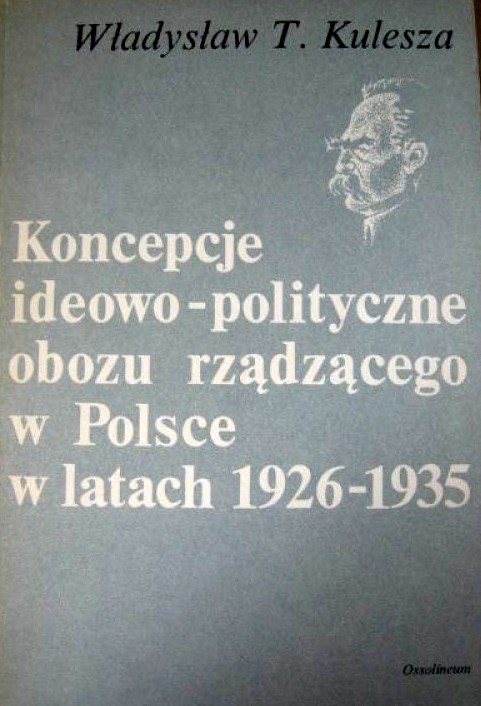 Władysław T. Kulesza
Koncepcje
ideowo-polityczne
obozu rządzącego
w Polsce
w latach 1926-1935
Ossolineum